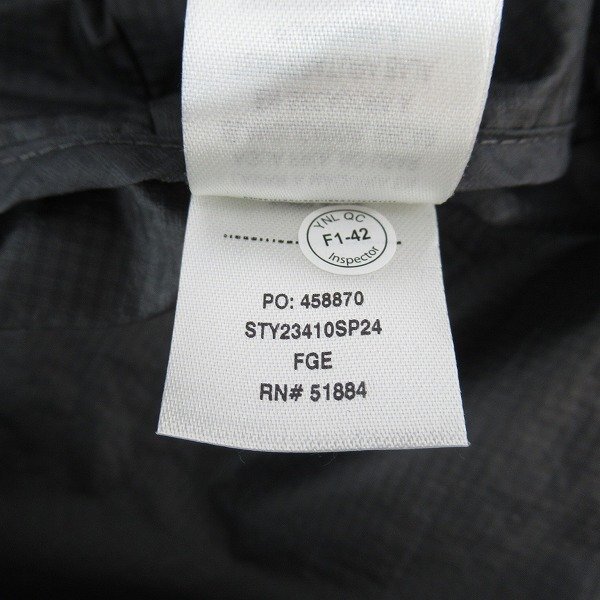 YNL QC
F1-42
Inspector
PO: 458870
STY23410SP24
FGE
RN# 51884